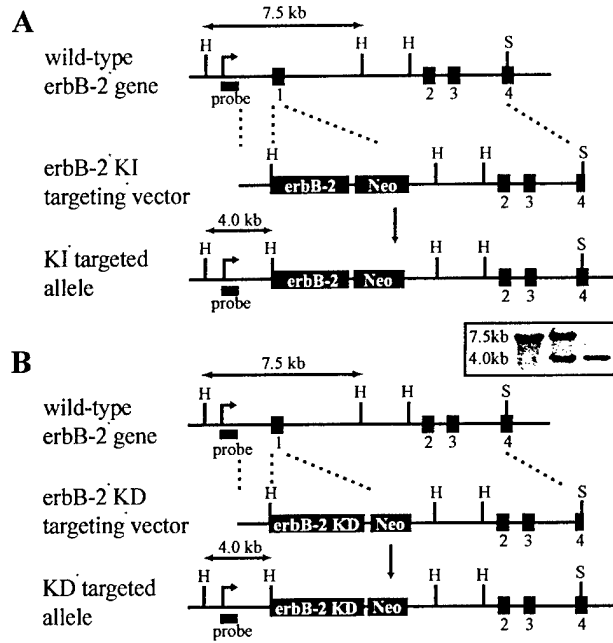 A
7.5 kb
H H H S
wild-type
erbB-2 gene
probe 1 2 3 4
H H H S
erbB-2 KI
targeting vector
erbB-2 Neo
2 3 4
4.0 kb
H H H H S
KI targeted
allele
erbB-2 Neo
probe 2 3 4
7.5kb
4.0kb
B
7.5 kb
H H H S
wild-type
erbB-2 gene
probe 1 2 3 4
H H H S
erbB-2 KD
targeting vector
erbB-2 KD Neo
2 3 4
4.0 kb
H H H H S
KD targeted
allele
erbB-2 KD Neo
probe 2 3 4